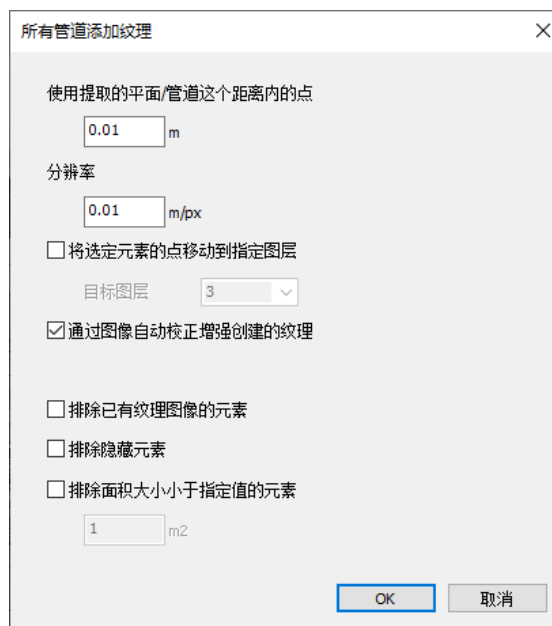 所有管道添加纹理
使用提取的平面/管道这个距离内的点
0.01 m
分辨率
0.01 m/px
将选定元素的点移动到指定图层
目标图层 3
通过图像自动校正增强创建的纹理
排除已有纹理图像的元素
排除隐藏元素
排除面积大小小于指定值的元素
1 m2
OK 取消